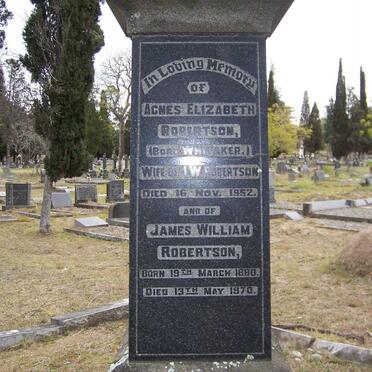 In Loving Memory
OF
AGNES ELIZABETH
ROBERTSON,
(BORN WHITAKER.)
WIFE OF J.W. ROBERTSON
DIED 16 NOV. 1952.
AND OF
JAMES WILLIAM
ROBERTSON,
BORN 19TH MARCH 1880.
DIED 13TH MAY 1970.